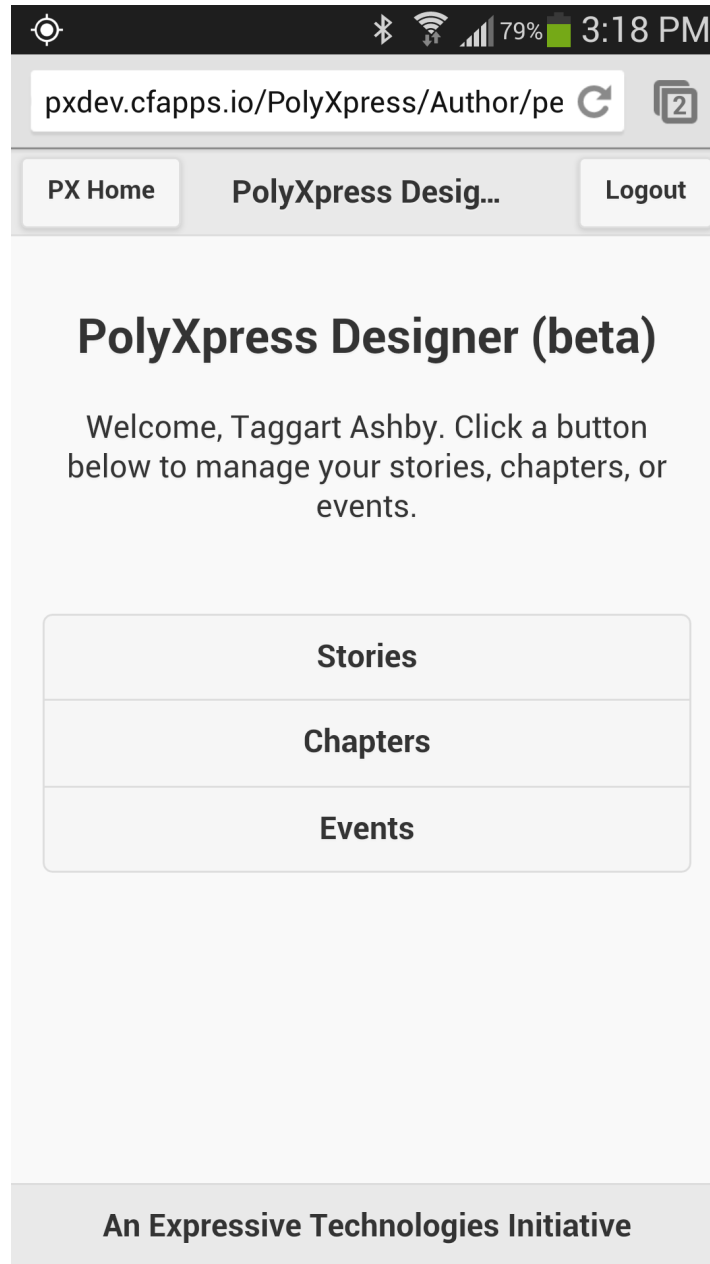 79% 3:18 PM
pxdev.cfapps.io/PolyXpress/Author/pe 2
PX Home PolyXpress Desig... Logout
PolyXpress Designer (beta)
Welcome, Taggart Ashby. Click a button
below to manage your stories, chapters, or
events.
Stories
Chapters
Events
An Expressive Technologies Initiative